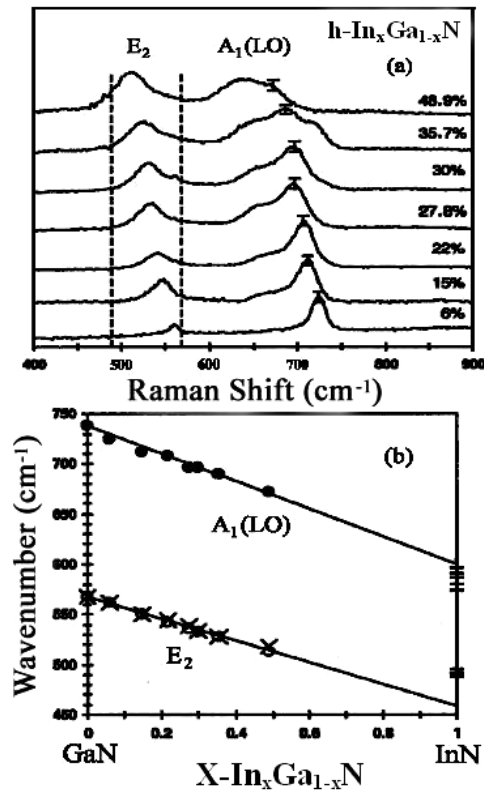 h-InxGa1-xN
E2
A1(LO)
(a)
48.9%
35.7%
30%
27.8%
22%
15%
6%
400 500 600 700 800 900
Raman Shift (cm-1)
750
700
650
600
550
500
450
Wavenumber (cm-1)
(b)
A1(LO)
E2
0 0.2 0.4 0.6 0.8 1
GaN InN
X-InxGa1-xN